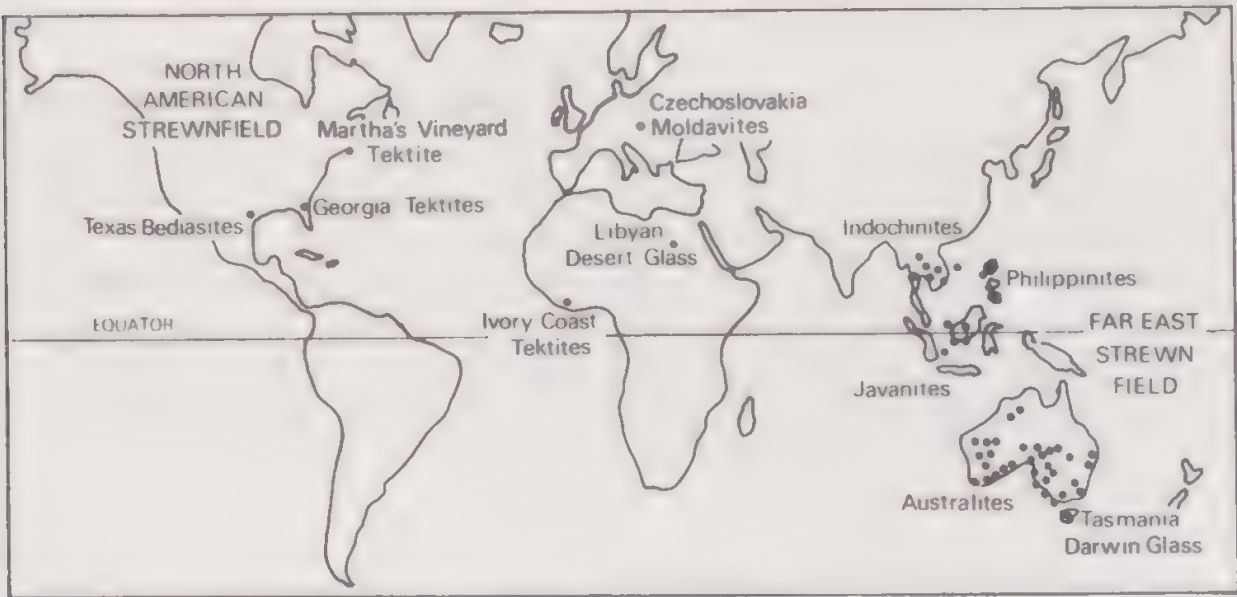 NORTH
AMERICAN
STREWNFIELD
Martha's Vineyard
Tektite
Czechoslovakia
Moldavites
Texas Bediasites
Georgia Tektites
Libyan
Desert Glass
Indochinites
Philippinites
EQUATOR
Ivory Coast
Tektites
FAR EAST
STREWN
FIELD
Javanites
Australites
Tasmania
Darwin Glass